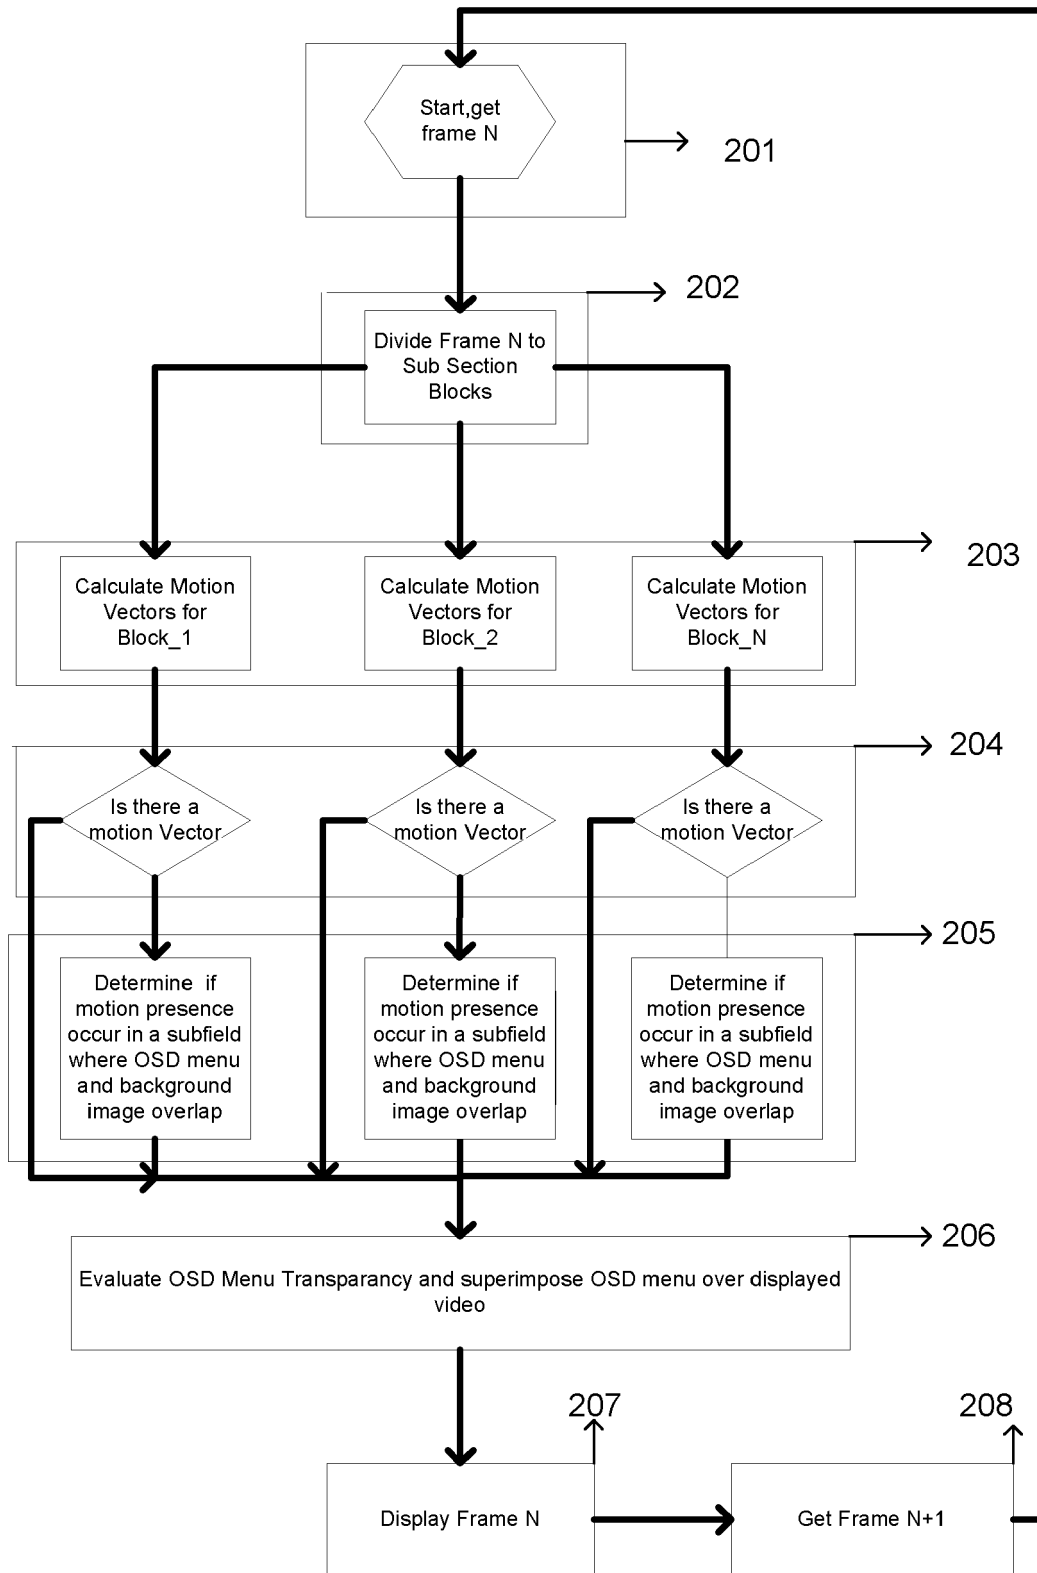 Start,get
frame N
201
202
Divide Frame N to
Sub Section
Blocks
203
Calculate Motion
Vectors for
Block_1
Calculate Motion
Vectors for
Block_2
Calculate Motion
Vectors for
Block_N
204
Is there a
motion Vector
Is there a
motion Vector
Is there a
motion Vector
205
Determine if
motion presence
occur in a subfield
where OSD menu
and background
image overlap
Determine if
motion presence
occur in a subfield
where OSD menu
and background
image overlap
Determine if
motion presence
occur in a subfield
where OSD menu
and background
image overlap
206
Evaluate OSD Menu Transparancy and superimpose OSD menu over displayed
video
207
208
Display Frame N
Get Frame N+1